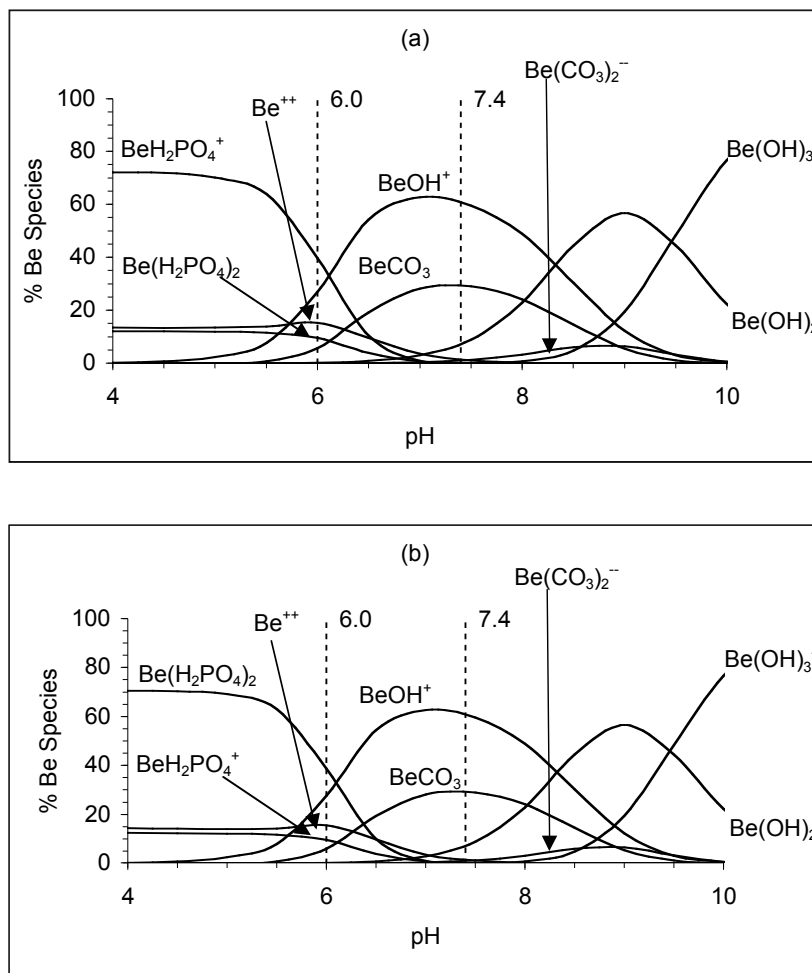 (a)
Be(CO₃)₂⁻⁻
Be⁺⁺
6.0
7.4
100
80
60
40
20
0
% Be Species
BeH₂PO₄⁺
Be(H₂PO₄)₂
BeOH⁺
BeCO₃
Be(OH)₃
Be(OH)₂
4
6
8
10
pH
(b)
Be(CO₃)₂⁻⁻
Be⁺⁺
6.0
7.4
100
80
60
40
20
0
% Be Species
Be(H₂PO₄)₂
BeH₂PO₄⁺
BeOH⁺
BeCO₃
Be(OH)₃
Be(OH)₂
4
6
8
10
pH